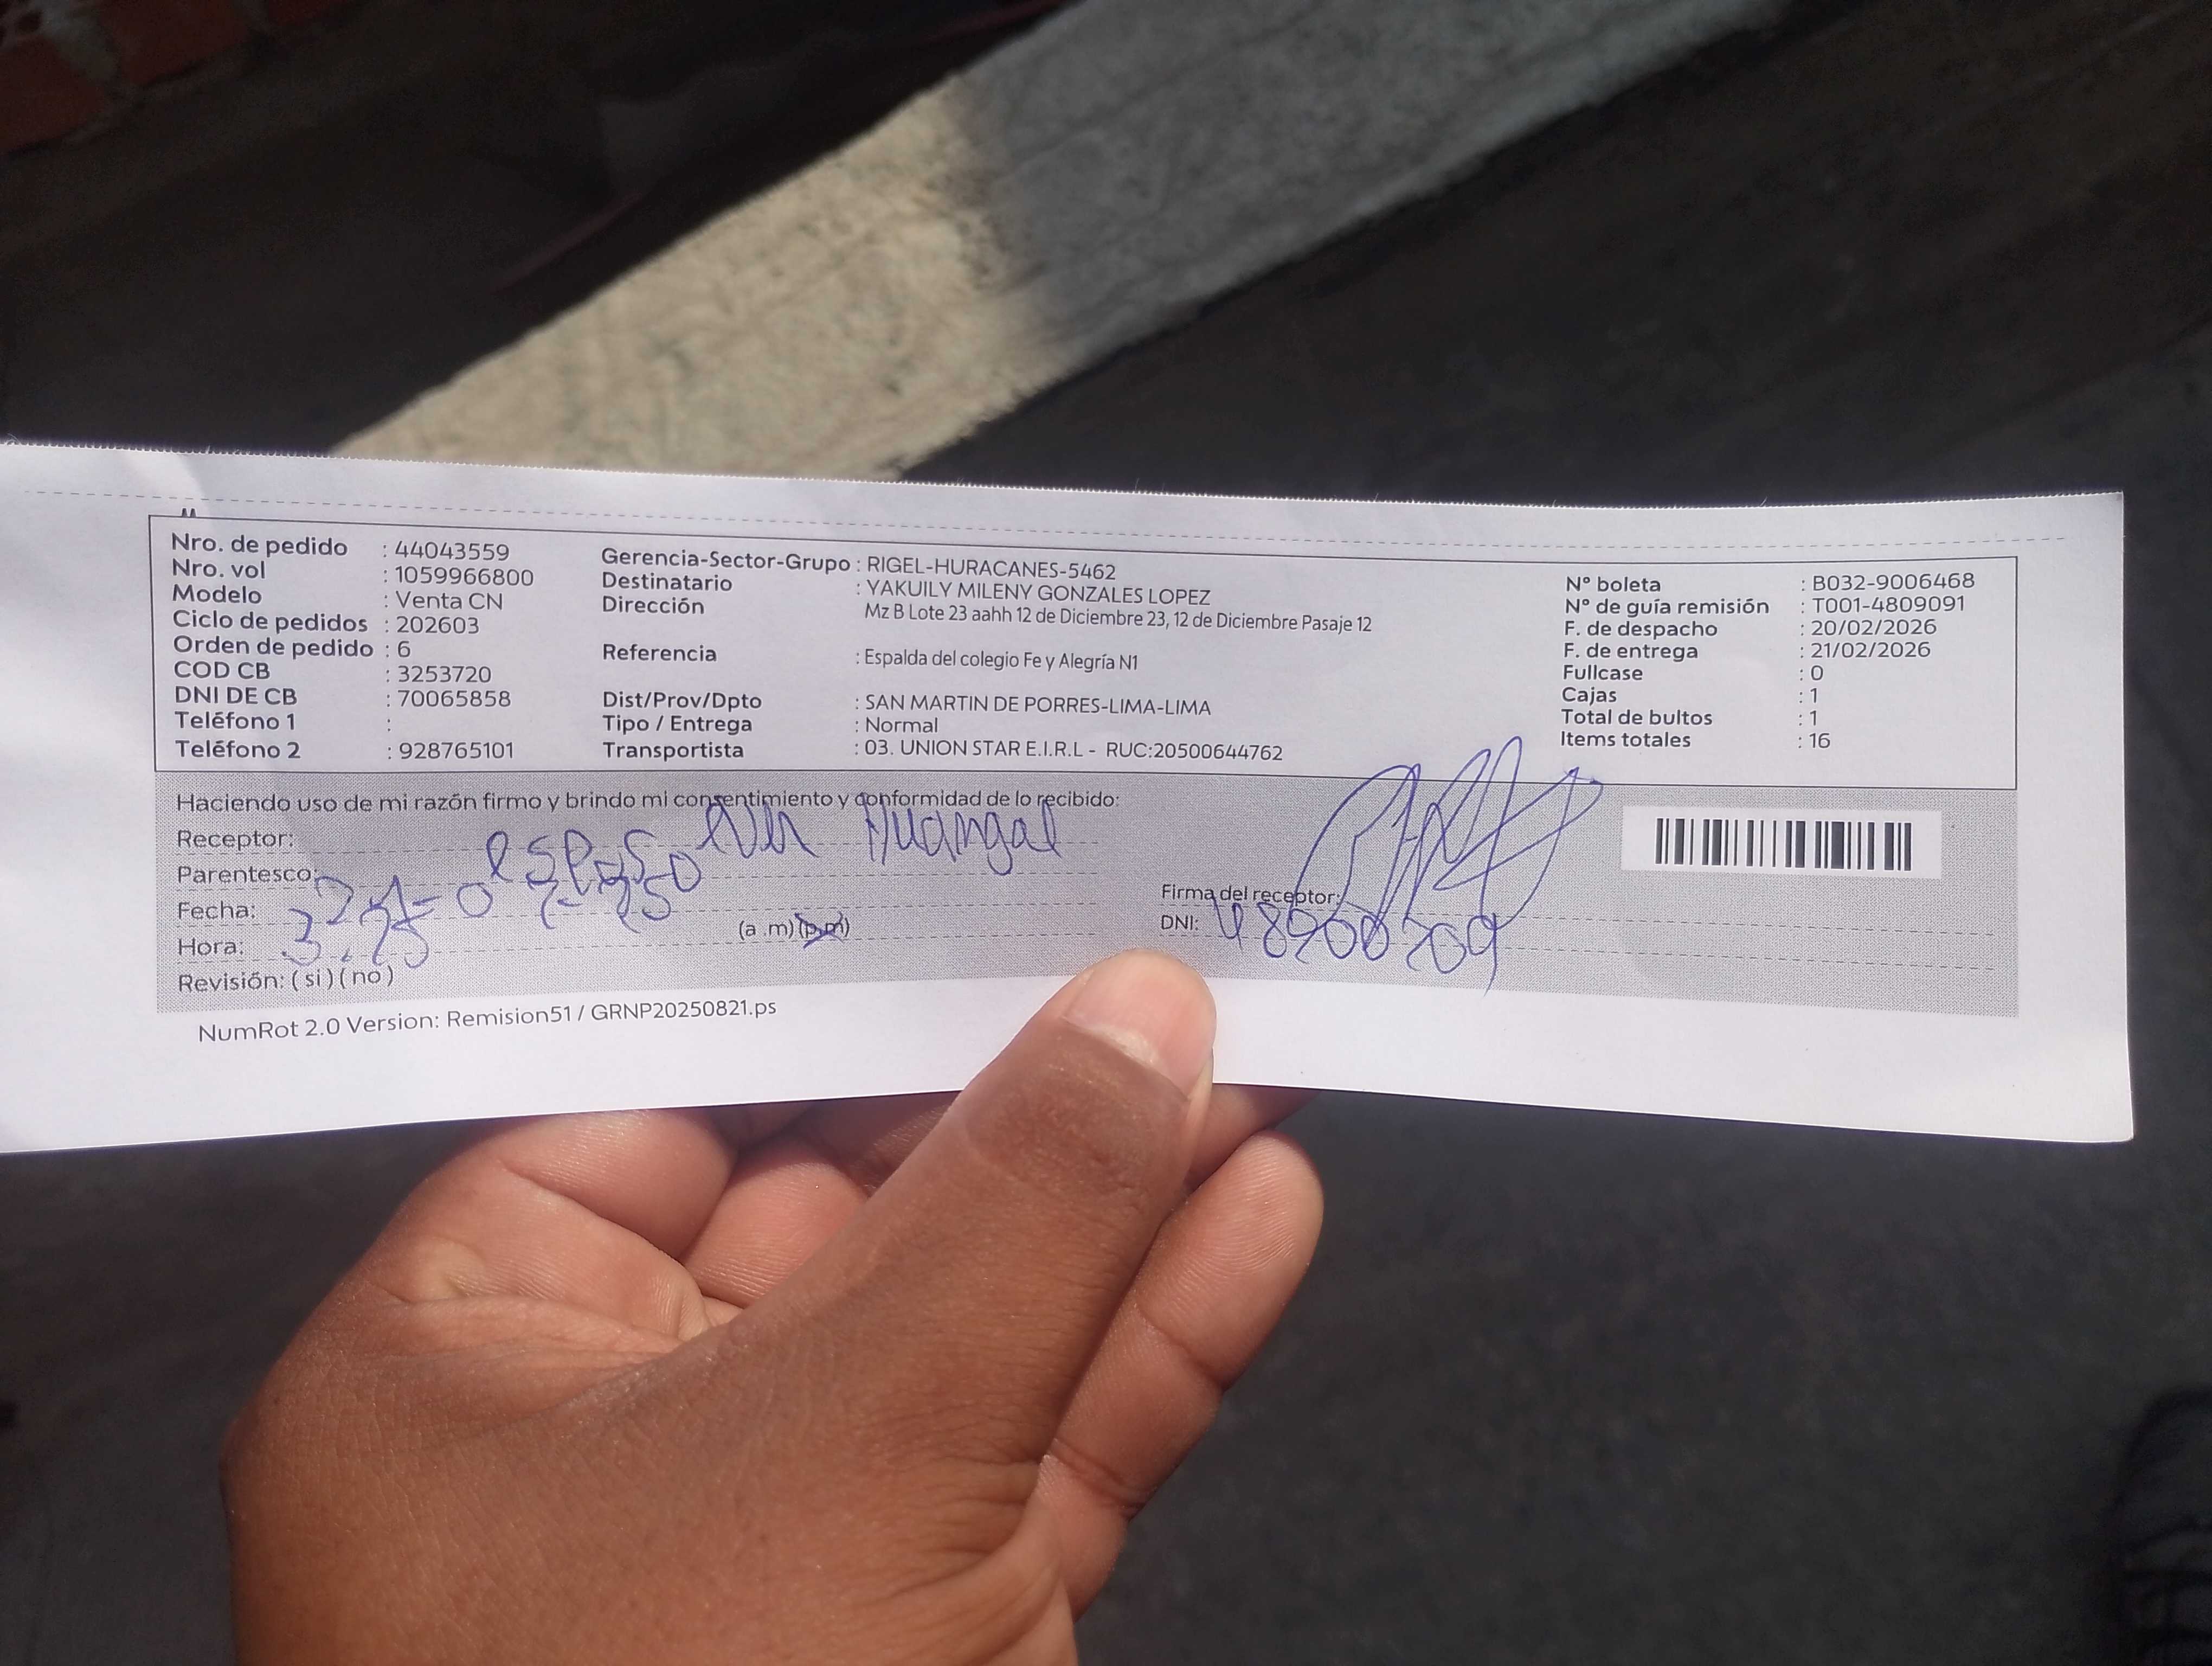 Nro. de pedido : 44043559
Nro. vol : 1059966800
Modelo : Venta CN
Ciclo de pedidos : 202603
Orden de pedido : 6
COD CB : 3253720
DNI DE CB : 70065858
Teléfono 1 :
Teléfono 2 : 928765101
Gerencia-Sector-Grupo : RIGEL-HURACANES-5462
Destinatario : YAKUILY MILENY GONZALES LOPEZ
Dirección Mz B Lote 23 aahh 12 de Diciembre 23, 12 de Diciembre Pasaje 12
Referencia : Espalda del colegio Fe y Alegría N1
Dist/Prov/Dpto : SAN MARTIN DE PORRES-LIMA-LIMA
Tipo / Entrega : Normal
Transportista : 03. UNION STAR E.I.R.L - RUC:20500644762
N° boleta : B032-9006468
N° de guía remisión : T001-4809091
F. de despacho : 20/02/2026
F. de entrega : 21/02/2026
Fullcase : 0
Cajas : 1
Total de bultos : 1
Items totales : 16
Haciendo uso de mi razón firmo y brindo mi consentimiento y conformidad de lo recibido:
Receptor: Huangal
Parentesco: esposo
Fecha:
Hora: (a .m) (p.m)
Revisión: ( si ) ( no )
Firma del receptor:
DNI:
NumRot 2.0 Version: Remision51 / GRNP20250821.ps